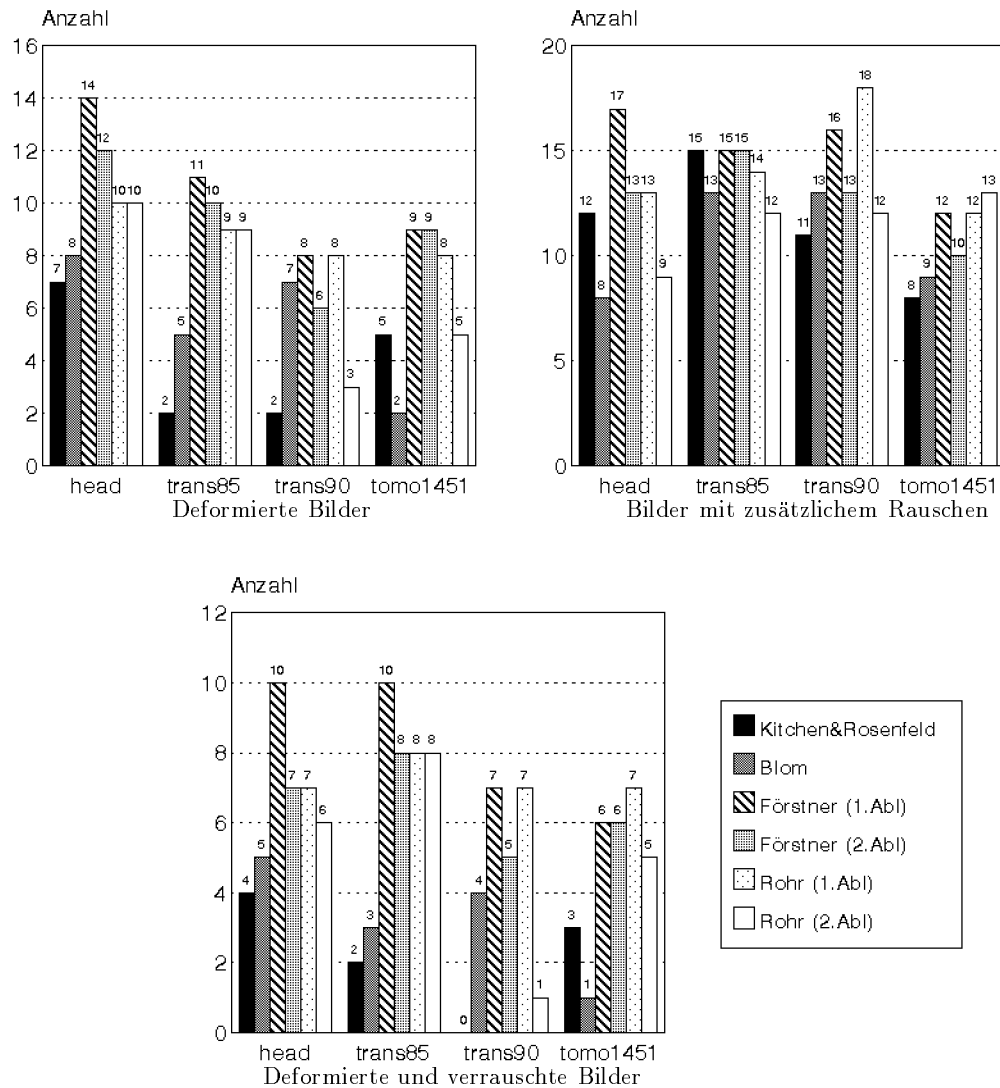 Anzahl
16
14
12
10
8
6
4
2
0
7 8 14 12 10 10
2 5 11 10 9 9
2 7 8 6 8 3
5 2 9 9 8 5
head trans85 trans90 tomo1451
Deformierte Bilder
Anzahl
20
15
10
5
0
12 8 17 13 13 9
15 13 15 15 14 12
11 13 16 13 18 12
8 9 12 10 12 13
head trans85 trans90 tomo1451
Bilder mit zusätzlichem Rauschen
Anzahl
12
10
8
6
4
2
0
4 5 10 7 7 6
2 3 10 8 8 8
0 4 7 5 7 1
3 1 6 6 7 5
head trans85 trans90 tomo1451
Deformierte und verrauschte Bilder
Kitchen&Rosenfeld
Blom
Förstner (1.Abl)
Förstner (2.Abl)
Rohr (1.Abl)
Rohr (2.Abl)